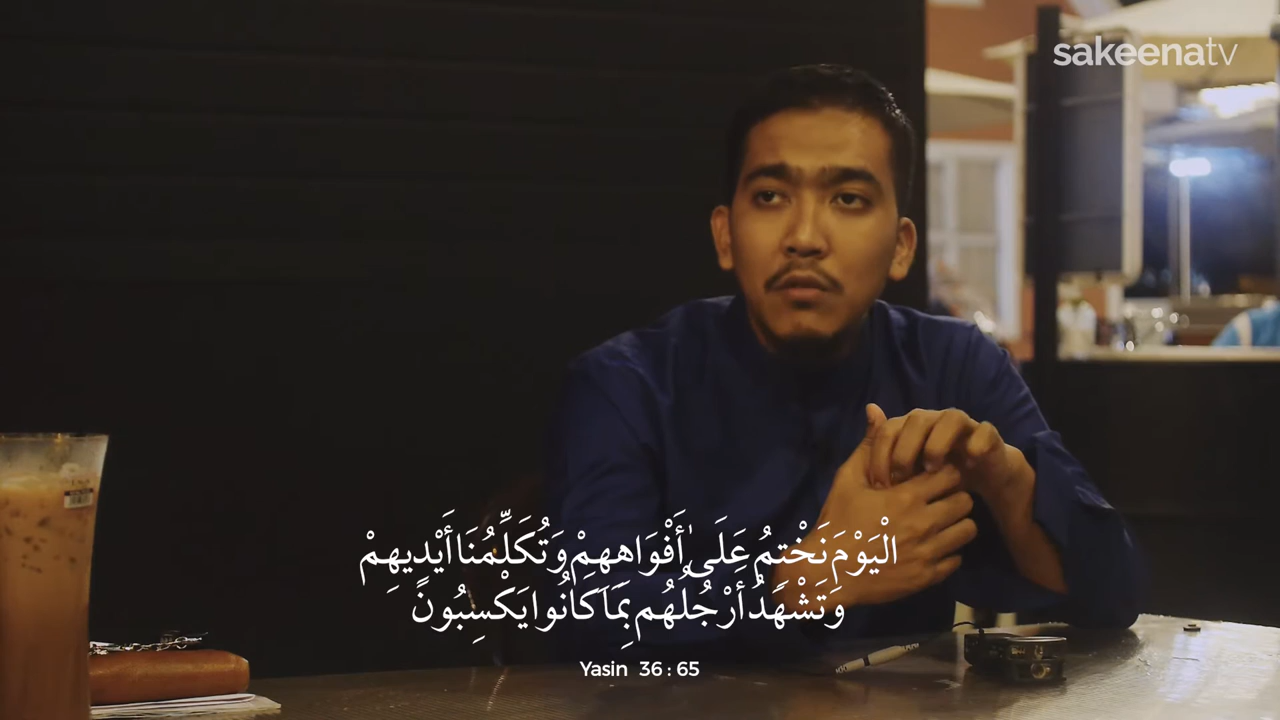 sakeenatv
الْيَوْمَ نَخْتِمُ عَلَىٰ أَفْوَاهِهِمْ وَتُكَلِّمُنَا أَيْدِيهِمْ
وَتَشْهَدُ أَرْجُلُهُم بِمَا كَانُوا يَكْسِبُونَ
Yasin 36 : 65